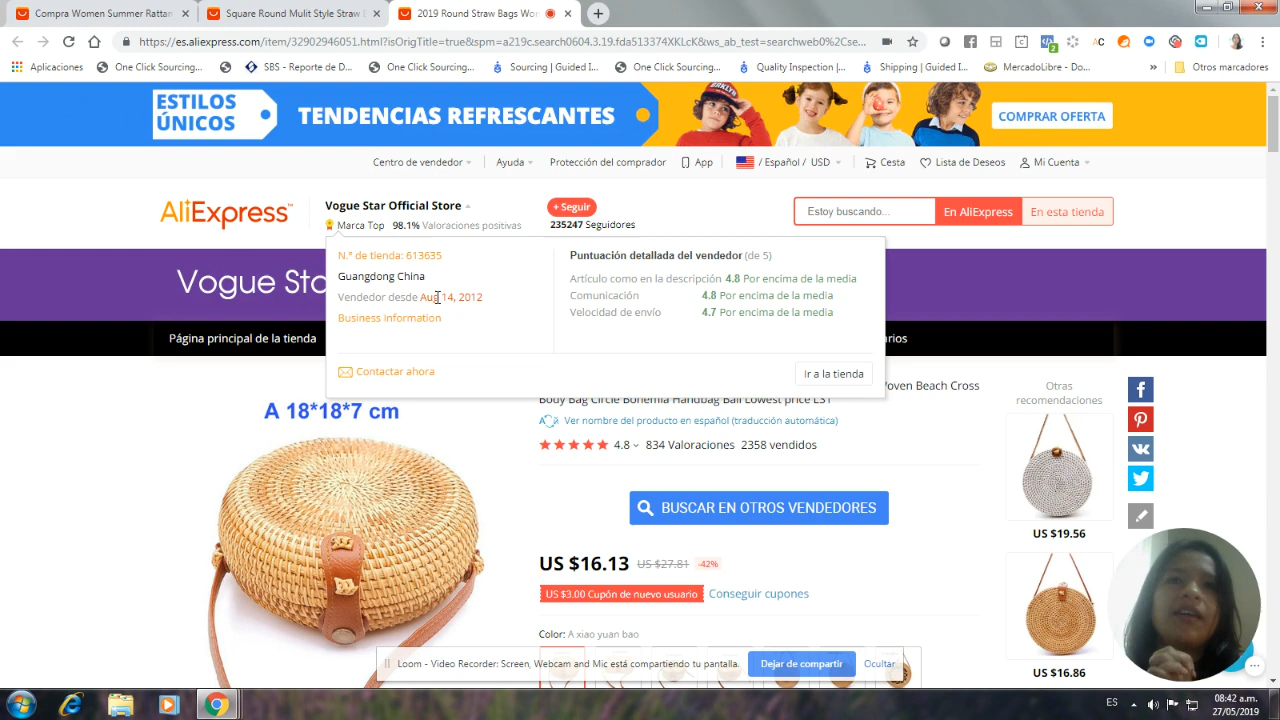 Compra Women Summer Rattan
Square Round Mulit Style Straw B
2019 Round Straw Bags Wo
https://es.aliexpress.com/item/32902946051.html?isOrigTitle=true&spm=a219c.search0604.3.19.fda513374XKLcK&ws_ab_test=searchweb0%2Cse...
Aplicaciones One Click Sourcing... SBS - Reporte de D... One Click Sourcing... Sourcing | Guided I... One Click Sourcing... Quality Inspection |... Shipping | Guided I... MercadoLibre - Do... » Otros marcadores
ESTILOS
ÚNICOS
TENDENCIAS REFRESCANTES
COMPRAR OFERTA
Centro de vendedor Ayuda Protección del comprador App / Español / USD Cesta Lista de Deseos Mi Cuenta
AliExpress
Vogue Star Official Store
+ Seguir
Marca Top 98.1% Valoraciones positivas
235247 Seguidores
Estoy buscando...
En AliExpress
En esta tienda
N.º de tienda: 613635
Guangdong China
Vendedor desde Aug 14, 2012
Business information
Contactar ahora
Puntuación detallada del vendedor (de 5)
Artículo como en la descripción 4.8 Por encima de la media
Comunicación 4.8 Por encima de la media
Velocidad de envío 4.7 Por encima de la media
Ir a la tienda
Vogue Sto
Página principal de la tienda
arios
A 18*18*7 cm
Woven Beach Cross
Body Bag Circle Bohemia Handbag Bali Lowest price LS1
Ver nombre del producto en español (traducción automática)
4.8 834 Valoraciones 2358 vendidos
BUSCAR EN OTROS VENDEDORES
US $16.13 US $27.81 -42%
US $3.00 Cupón de nuevo usuario
Conseguir cupones
Color: A xiao yuan bao
Otras
recomendaciones
US $19.56
US $16.86
Loom - Video Recorder: Screen, Webcam and Mic está compartiendo tu pantalla.
Dejar de compartir
Ocultar
ES
08:42 a.m.
27/05/2019